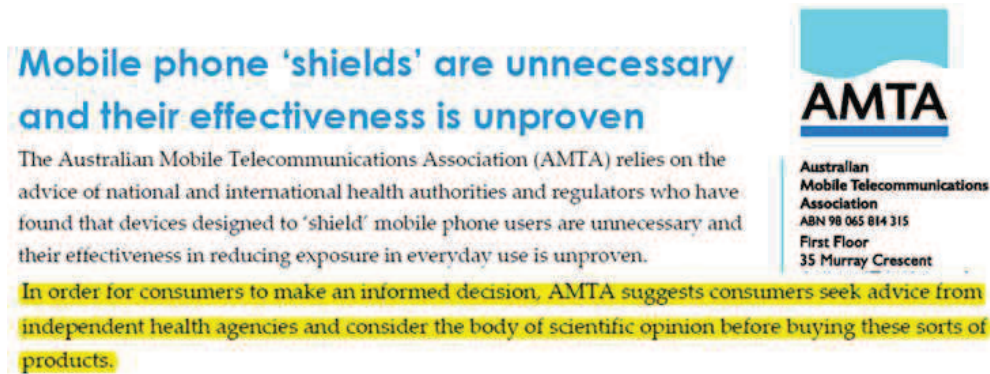 Mobile phone ‘shields’ are unnecessary
and their effectiveness is unproven
The Australian Mobile Telecommunications Association (AMTA) relies on the
advice of national and international health authorities and regulators who have
found that devices designed to ‘shield’ mobile phone users are unnecessary and
their effectiveness in reducing exposure in everyday use is unproven.
In order for consumers to make an informed decision, AMTA suggests consumers seek advice from
independent health agencies and consider the body of scientific opinion before buying these sorts of
products.
AMTA
Australian
Mobile Telecommunications
Association
ABN 98 065 814 315
First Floor
35 Murray Crescent